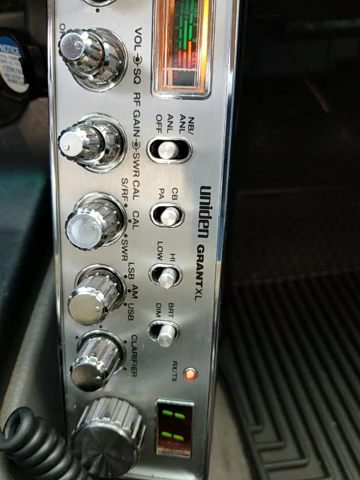 VOL SQ
RF GAIN SWR CAL
S/RF CAL SWR
LSB AM USB
CLARIFIER
NB/
ANL ANL OFF
CB
PA
HI
LOW
BRT
DIM
uniden GRANT XL
RX/TX